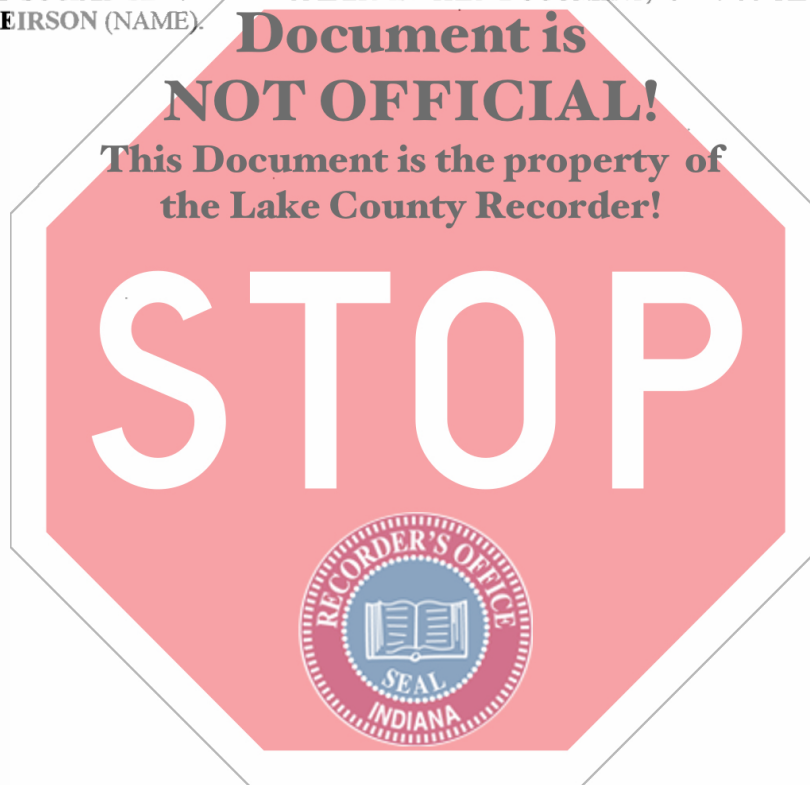 EIRSON (NAME).
Document is
NOT OFFICIAL!
This Document is the property of
the Lake County Recorder!
STOP
RECORDER'S OFFICE
SEAL
INDIANA